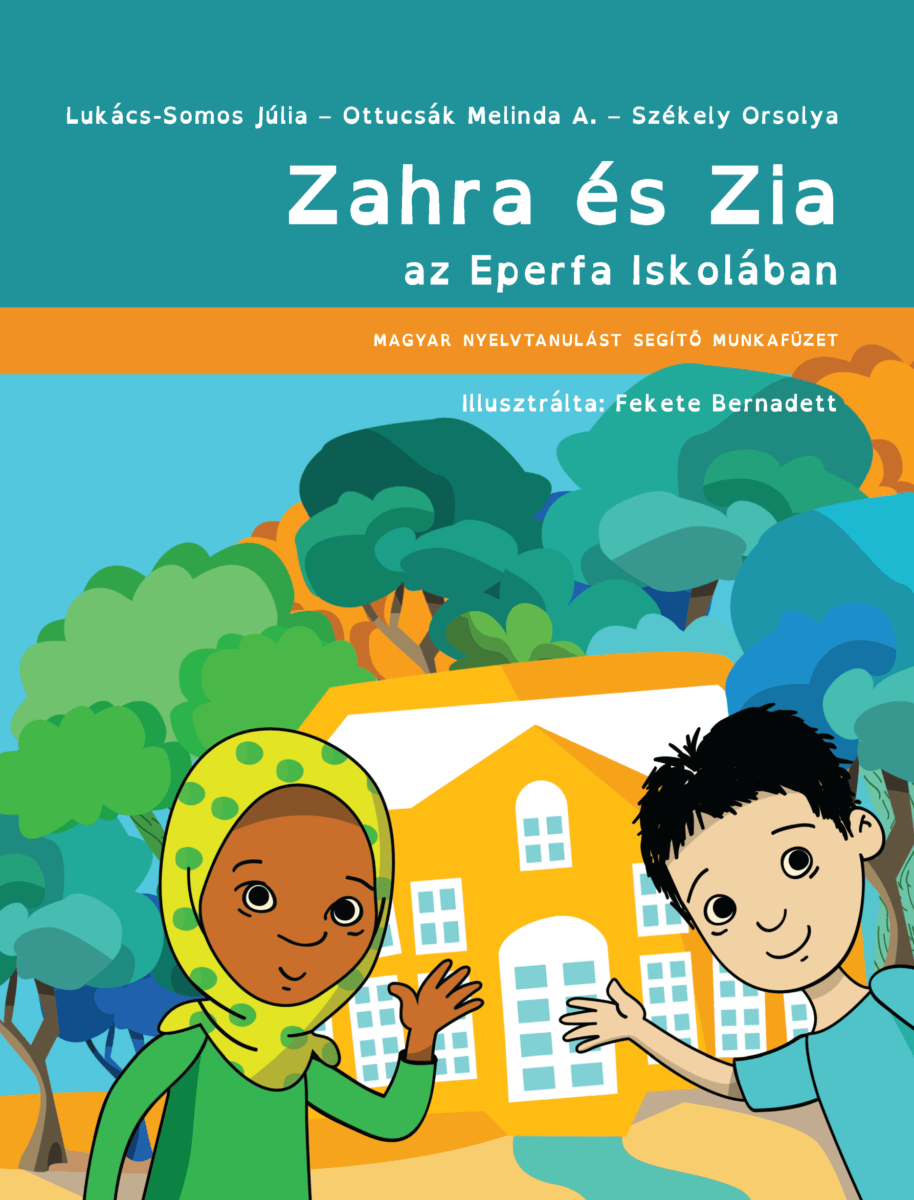 Lukács-Somos Júlia – Ottucsák Melinda A. – Székely Orsolya
Zahra és Zia
az Eperfa Iskolában
MAGYAR NYELVTANULÁST SEGÍTŐ MUNKAFÜZET
Illusztrálta: Fekete Bernadett